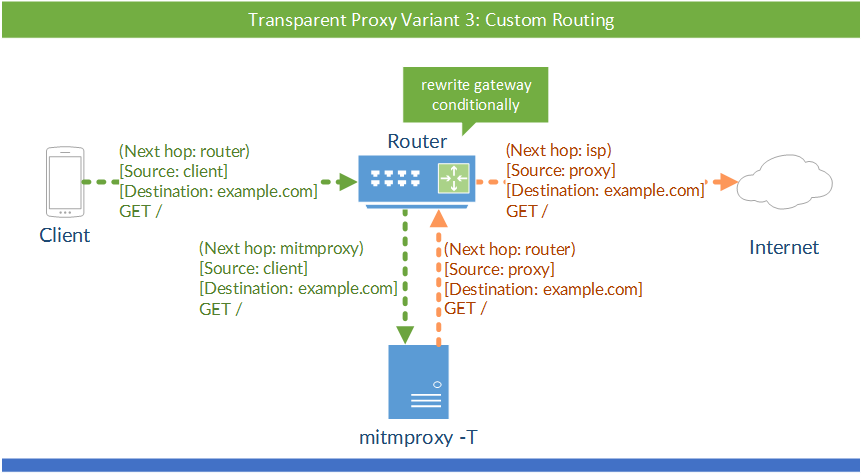 Transparent Proxy Variant 3: Custom Routing
rewrite gateway
conditionally
Router
(Next hop: router)
[Source: client]
[Destination: example.com]
GET /
Client
(Next hop: isp)
[Source: proxy]
[Destination: example.com]
GET /
Internet
(Next hop: mitmproxy)
[Source: client]
[Destination: example.com]
GET /
(Next hop: router)
[Source: proxy]
[Destination: example.com]
GET /
mitmproxy -T